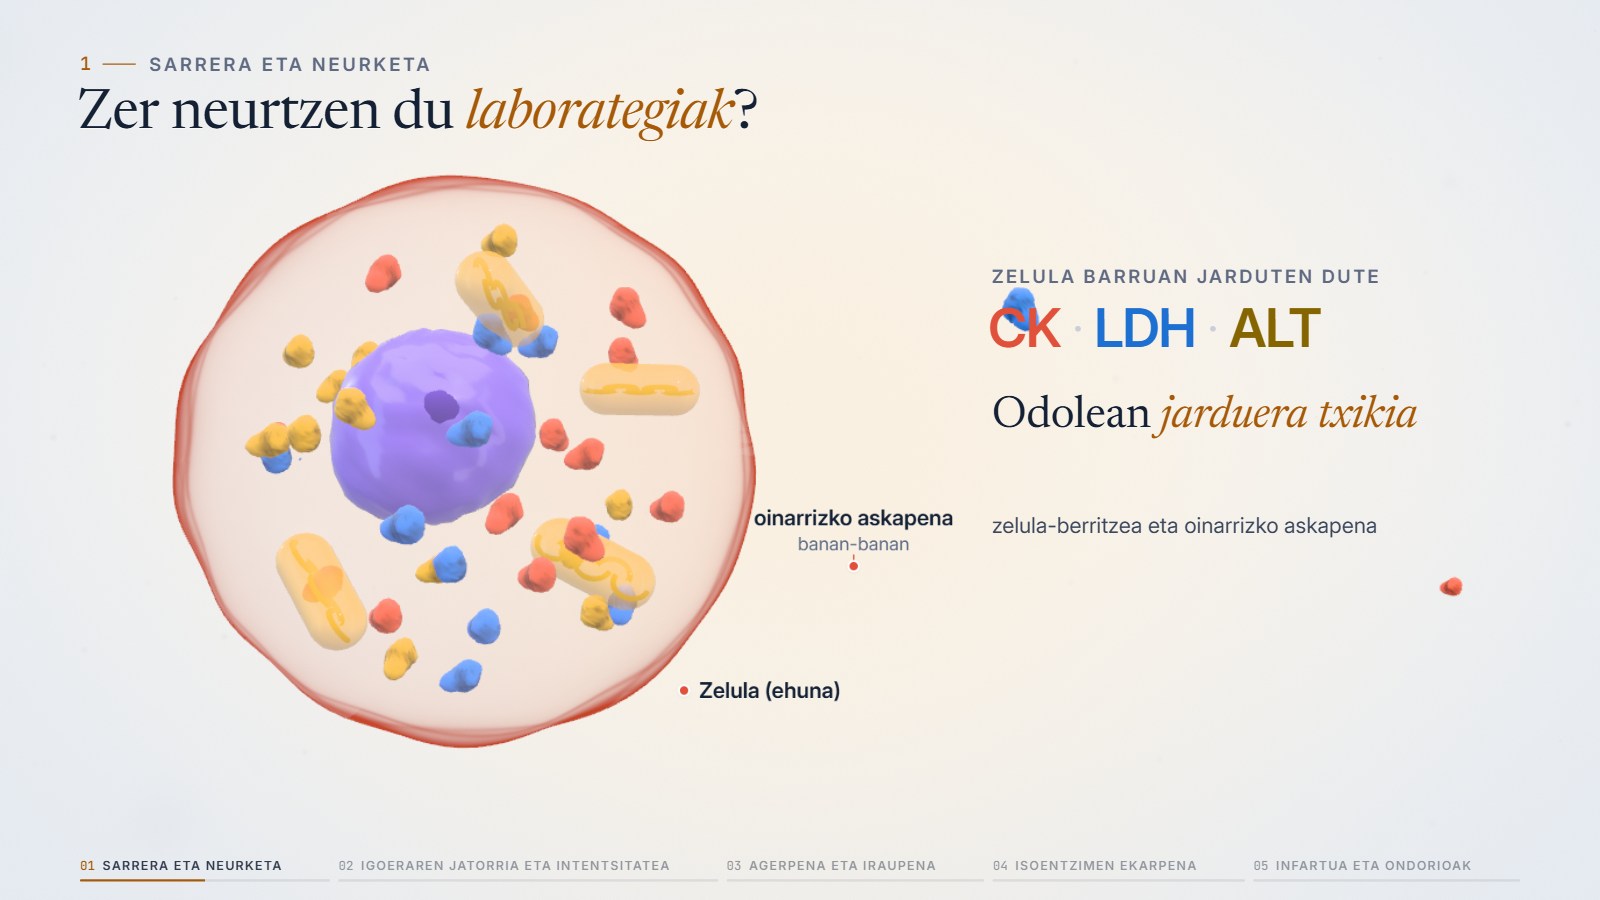 1 — SARRERA ETA NEURKETA
Zer neurtzen du laborategiak?
ZELULA BARRUAN JARDUTEN DUTE
CK · LDH · ALT
Odolean jarduera txikia
oinarrizko askapena
banan-banan
zelula-berritzea eta oinarrizko askapena
Zelula (ehuna)
01 SARRERA ETA NEURKETA
02 IGOERAREN JATORRIA ETA INTENTSITATEA
03 AGERPENA ETA IRAUPENA
04 ISOENTZIMEN EKARPENA
05 INFARTUA ETA ONDORIOAK